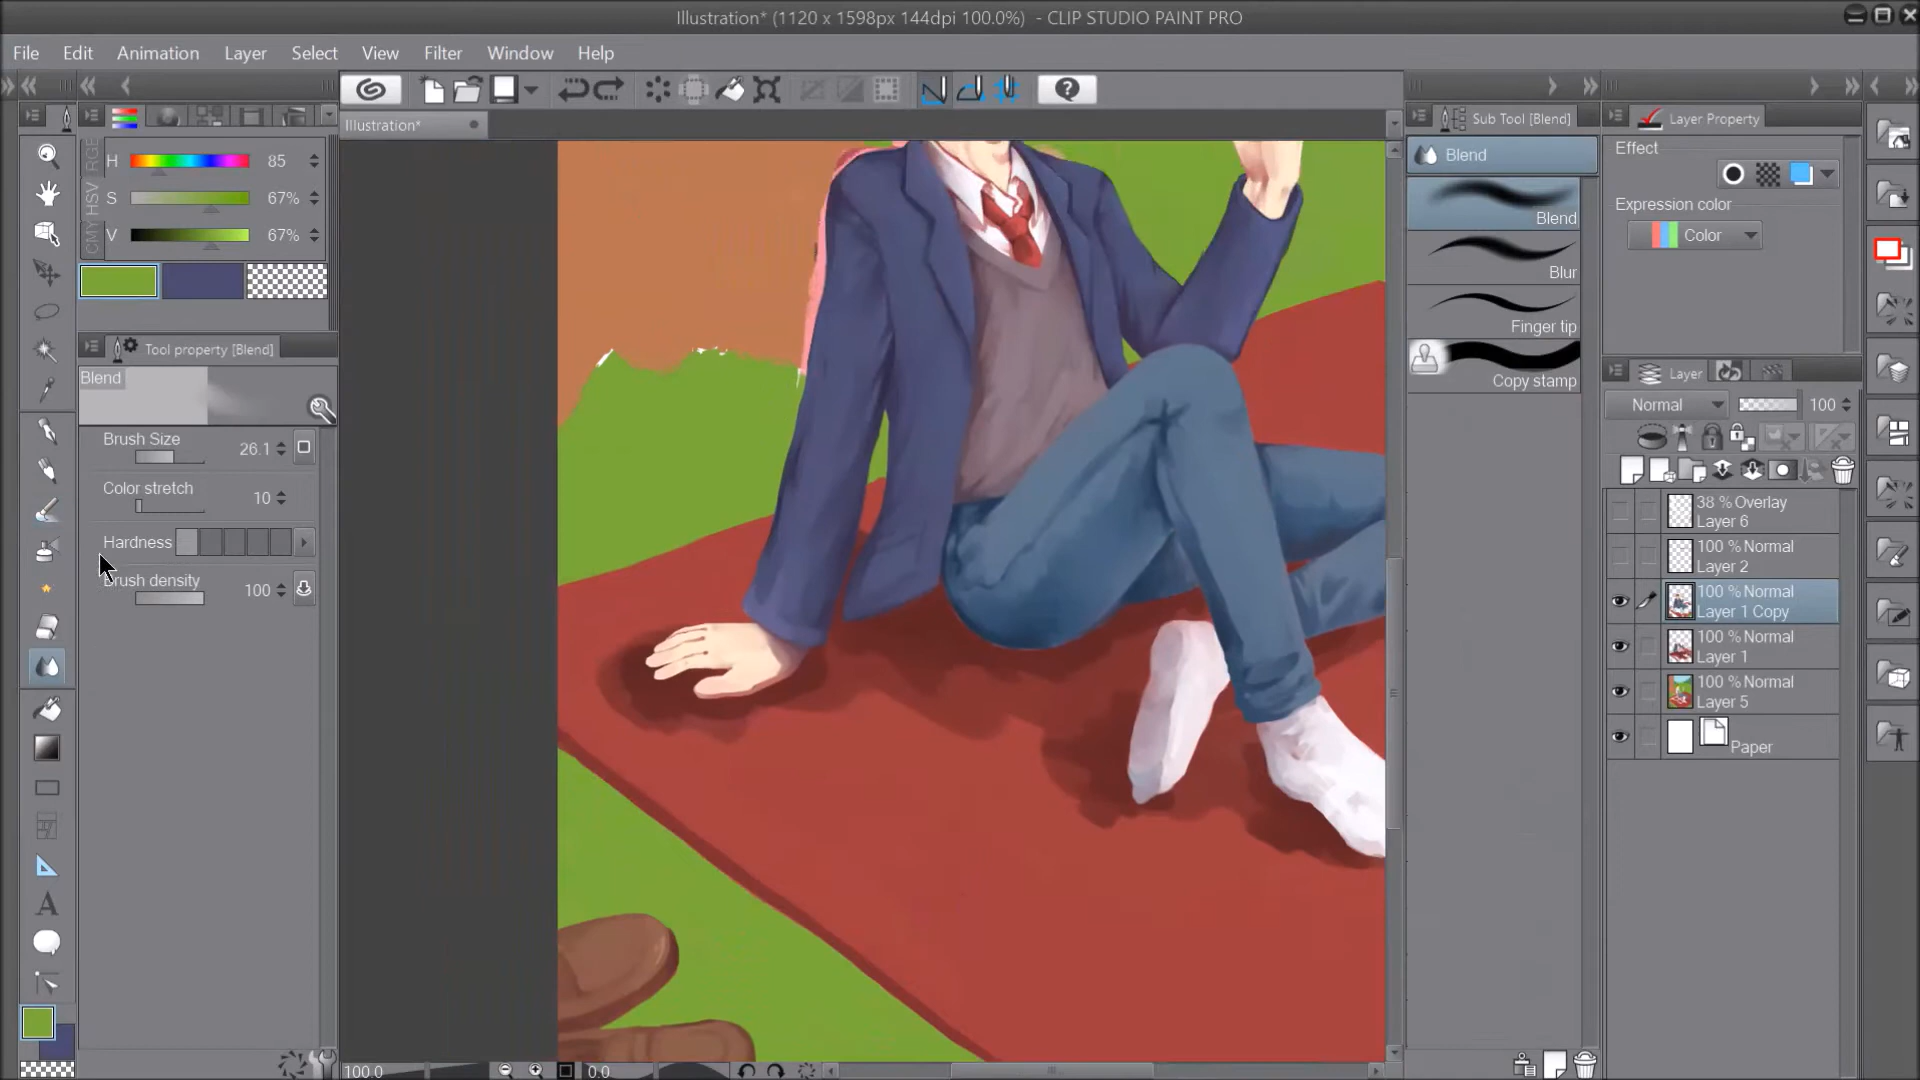 Illustration* (1120 x 1598px 144dpi 100.0%) - CLIP STUDIO PAINT PRO
File Edit Animation Layer Select View Filter Window Help
Illustration*
RGB
HSV
CMY
H 85
S 67%
V 67%
Tool property [Blend]
Blend
Brush Size 26.1
Color stretch 10
Hardness
Brush density 100
A
100.0
0.0
Sub Tool [Blend]
Blend
Blend
Blur
Finger tip
Copy stamp
Layer Property
Effect
Expression color
Color
Layer
Normal 100
38 % Overlay
Layer 6
100 % Normal
Layer 2
100 % Normal
Layer 1 Copy
100 % Normal
Layer 1
100 % Normal
Layer 5
Paper